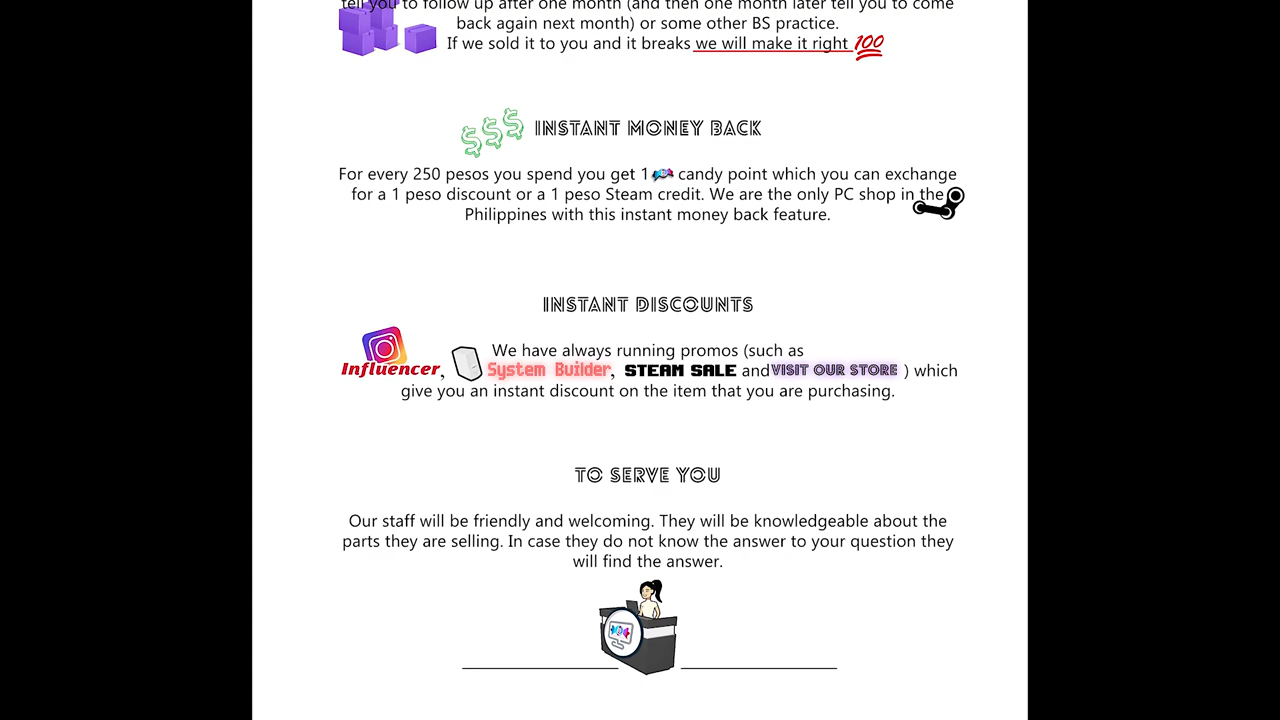 tell you to follow up after one month (and then one month later tell you to come
back again next month) or some other BS practice.
If we sold it to you and it breaks we will make it right 100
$$$ INSTANT MONEY BACK
For every 250 pesos you spend you get 1 candy point which you can exchange
for a 1 peso discount or a 1 peso Steam credit. We are the only PC shop in the
Philippines with this instant money back feature.
INSTANT DISCOUNTS
We have always running promos (such as
Influencer, System Builder, STEAM SALE and VISIT OUR STORE ) which
give you an instant discount on the item that you are purchasing.
TO SERVE YOU
Our staff will be friendly and welcoming. They will be knowledgeable about the
parts they are selling. In case they do not know the answer to your question they
will find the answer.